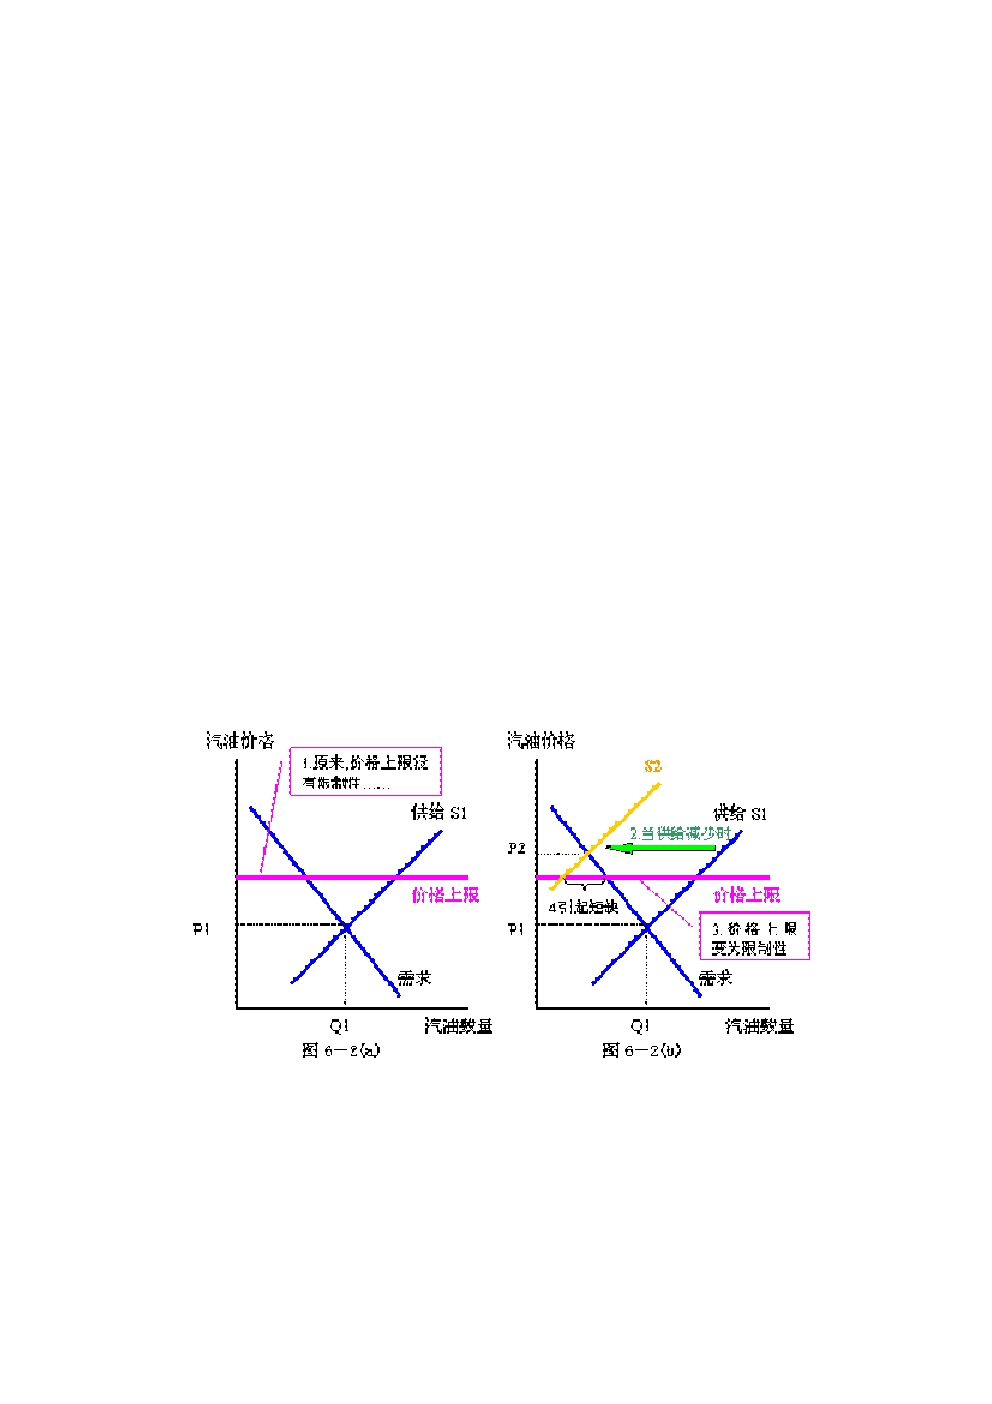 汽油价格
1.原来,价格上限没
有约制性……
供给 S1
价格上限
P1
需求
Q1
汽油数量
图 6－2(a)
汽油价格
S2
供给 S1
2.当供给减少时
P2
价格上限
4引起短缺
P1
3. 价格上限
变为限制性
需求
Q1
汽油数量
图 6－2(b)